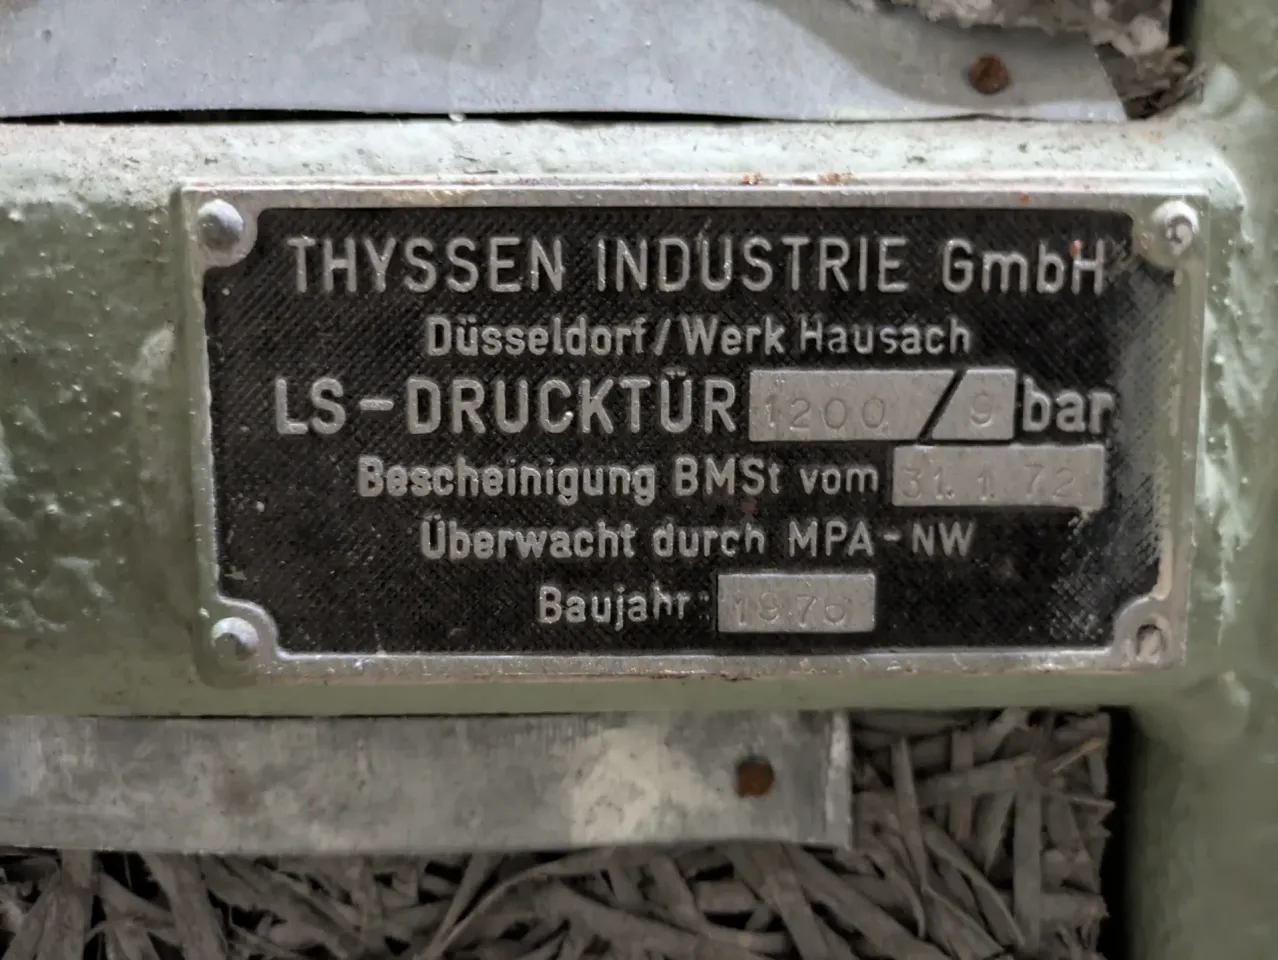 THYSSEN INDUSTRIE GmbH
Düsseldorf/Werk Hausach
LS-DRUCKTÜR 1200 / 9 bar
Bescheinigung BMSt vom 31. 1. 72
Überwacht durch MPA-NW
Baujahr: 1976